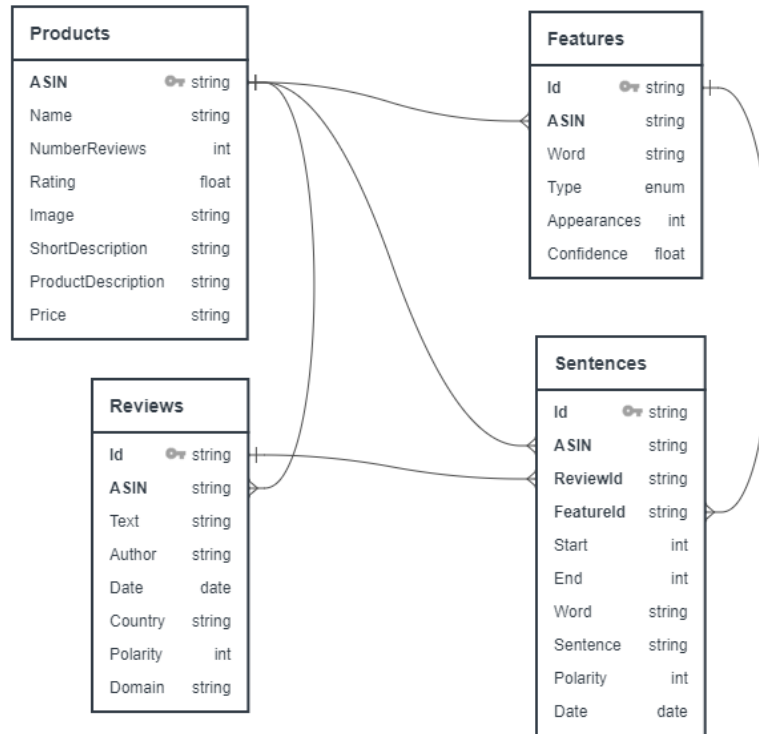 Products
ASIN string
Name string
NumberReviews int
Rating float
Image string
ShortDescription string
ProductDescription string
Price string
Features
Id string
ASIN string
Word string
Type enum
Appearances int
Confidence float
Reviews
Id string
ASIN string
Text string
Author string
Date date
Country string
Polarity int
Domain string
Sentences
Id string
ASIN string
ReviewId string
FeatureId string
Start int
End int
Word string
Sentence string
Polarity int
Date date